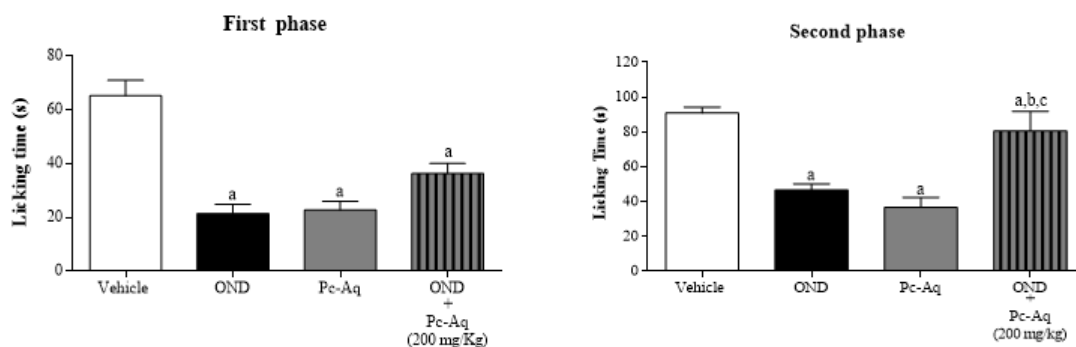 First phase
80
60
40
20
0
Licking time (s)
a
a
a
Vehicle
OND
Pc-Aq
OND
+
Pc-Aq
(200 mg/Kg)
Second phase
120
100
80
60
40
20
0
Licking Time (s)
a
a
a,b,c
Vehicle
OND
Pc-Aq
OND
+
Pc-Aq
(200 mg/kg)